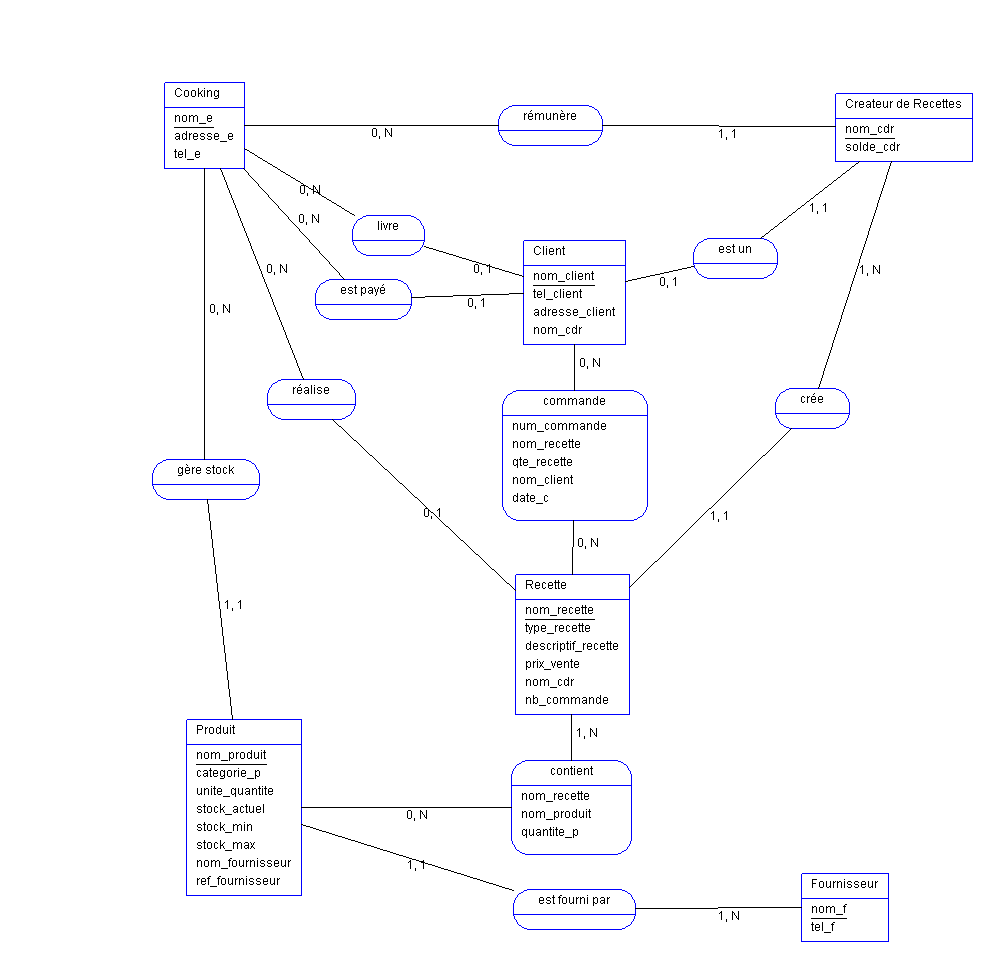 Cooking
nom_e
adresse_e
tel_e
0, N
rémunère
1, 1
Createur de Recettes
nom_cdr
solde_cdr
0, N
livre
0, 1
0, N
est payé
0, 1
Client
nom_client
tel_client
adresse_client
nom_cdr
0, 1
est un
1, 1
0, N
réalise
0, 1
0, N
gère stock
1, 1
0, N
commande
num_commande
nom_recette
qte_recette
nom_client
date_c
0, N
1, N
crée
1, 1
Recette
nom_recette
type_recette
descriptif_recette
prix_vente
nom_cdr
nb_commande
1, N
contient
nom_recette
nom_produit
quantite_p
0, N
Produit
nom_produit
categorie_p
unite_quantite
stock_actuel
stock_min
stock_max
nom_fournisseur
ref_fournisseur
1, 1
est fourni par
1, N
Fournisseur
nom_f
tel_f